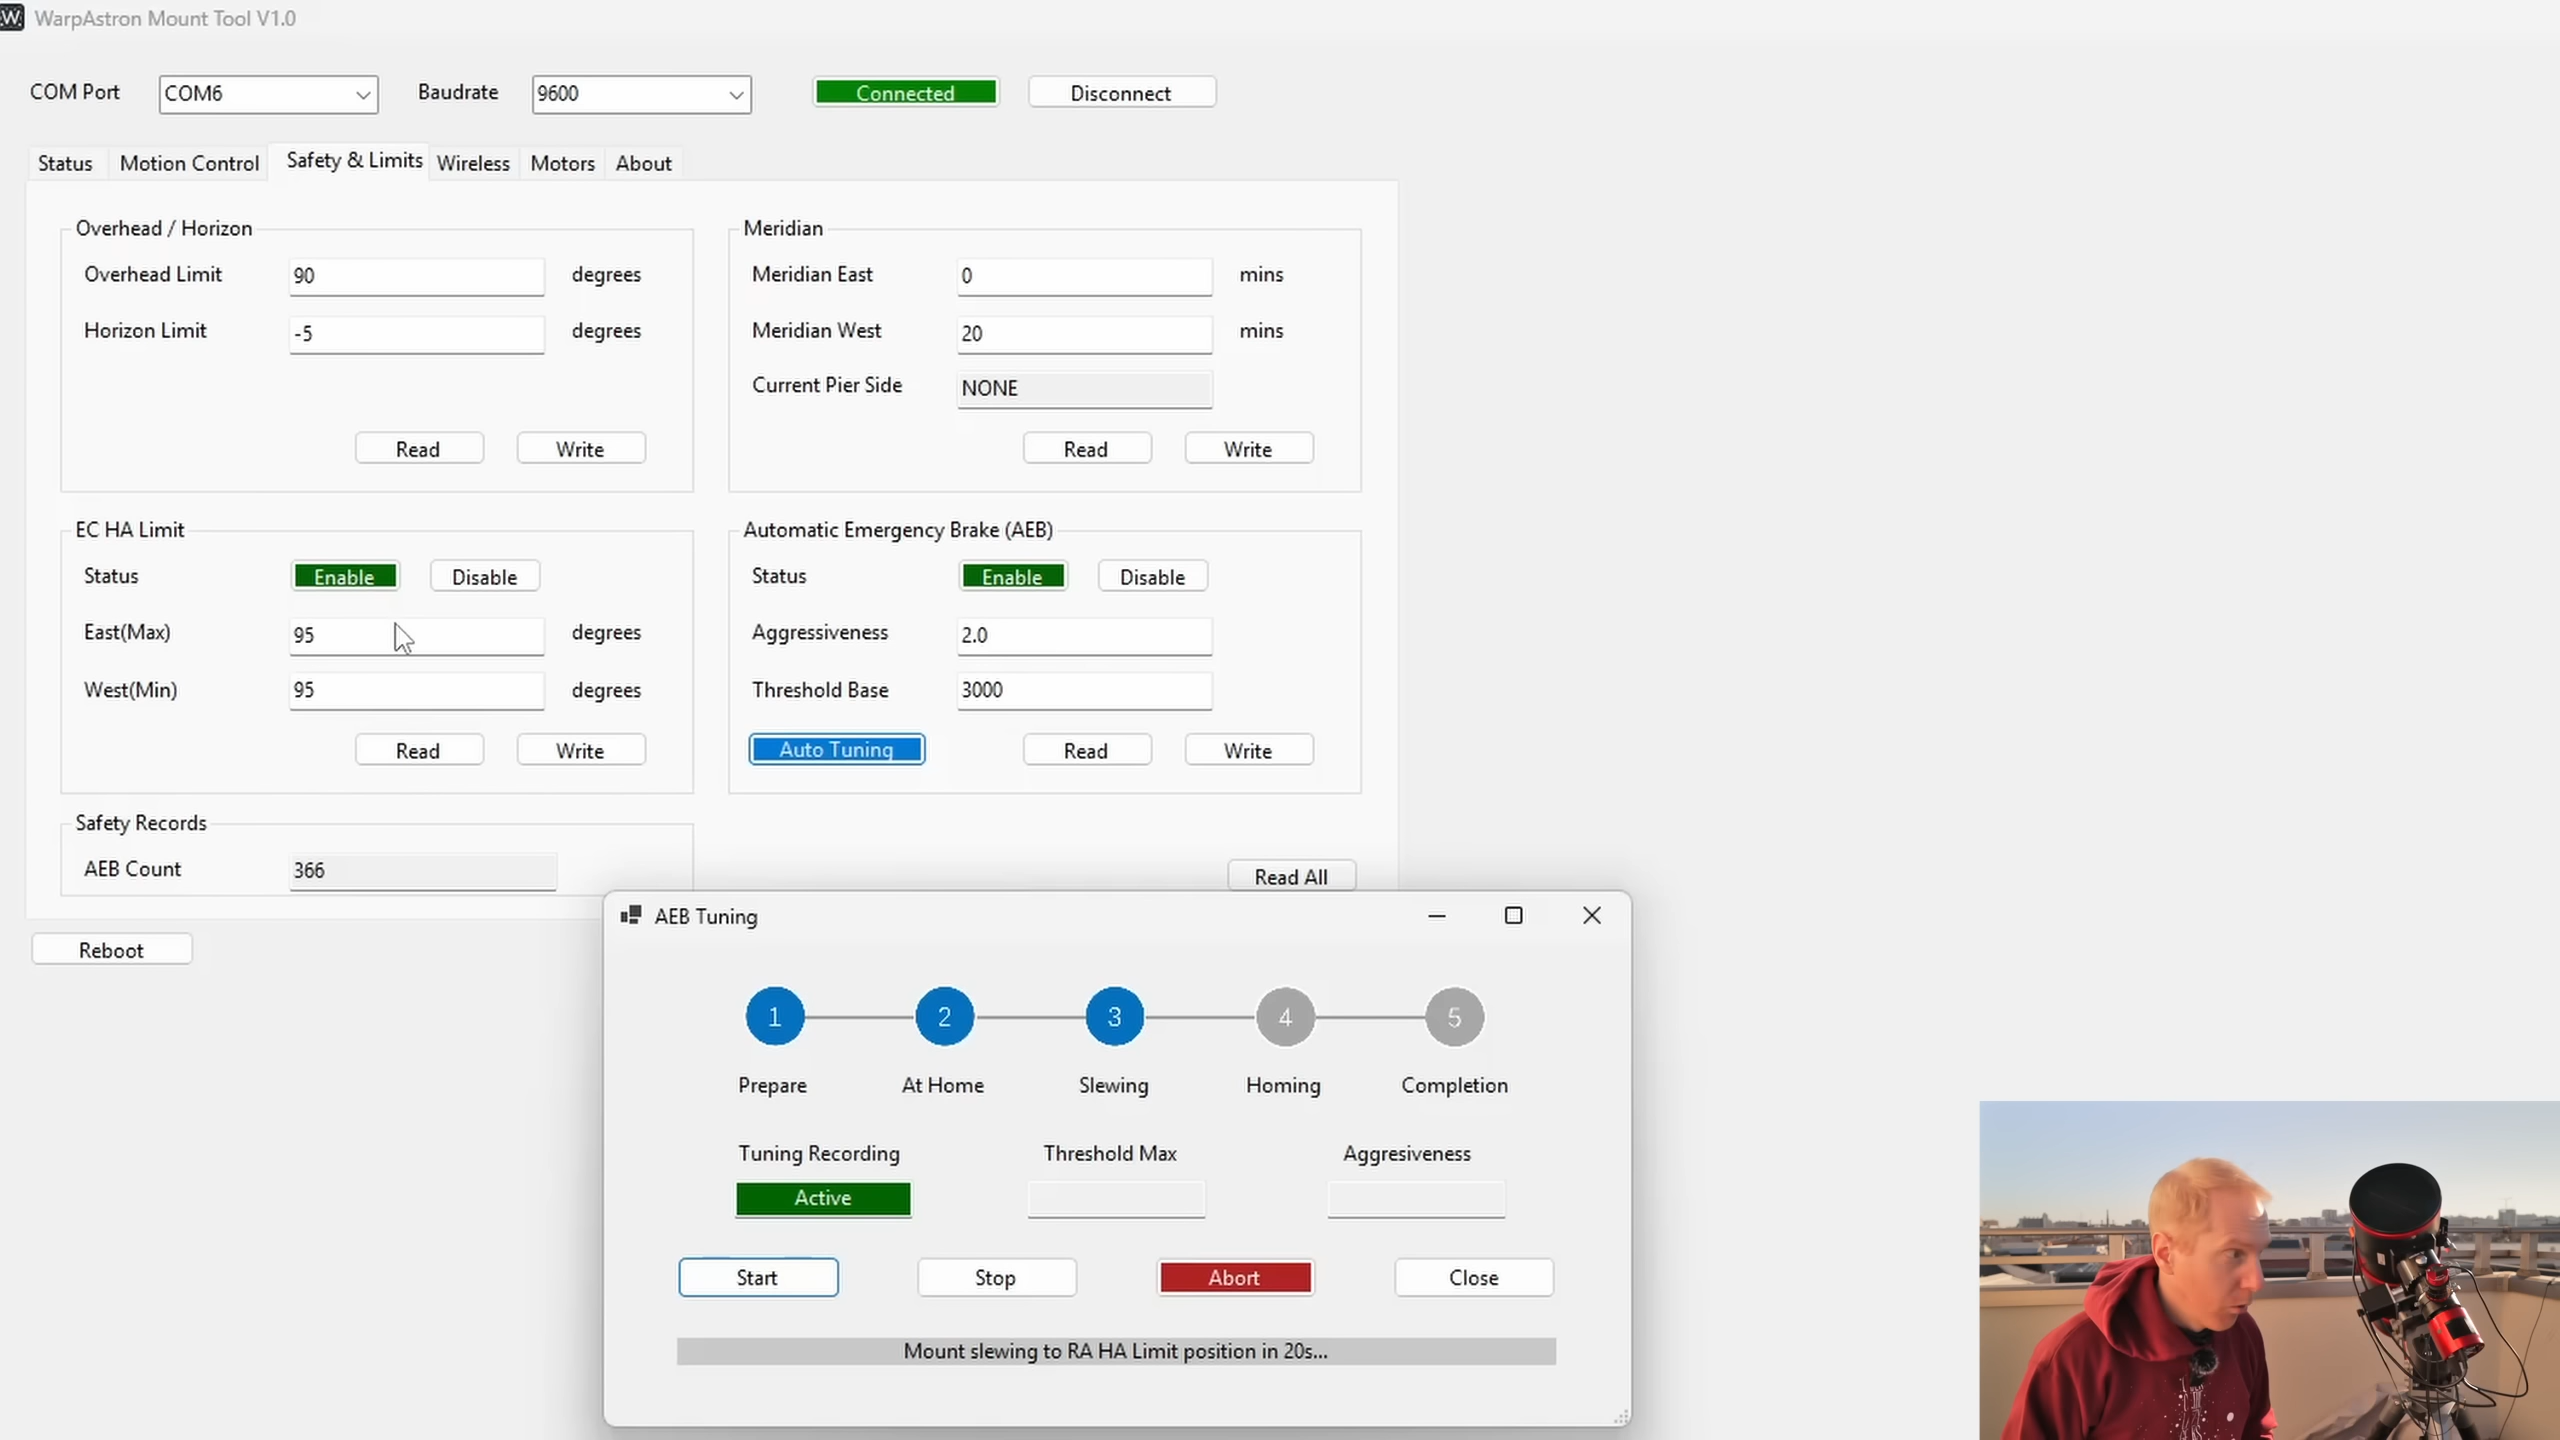 WarpAstron Mount Tool V1.0
COM Port COM6 Baudrate 9600 Connected Disconnect
Status Motion Control Safety & Limits Wireless Motors About
Overhead / Horizon
Overhead Limit 90 degrees
Horizon Limit -5 degrees
Read Write
Meridian
Meridian East 0 mins
Meridian West 20 mins
Current Pier Side NONE
Read Write
EC HA Limit
Status Enable Disable
East(Max) 95 degrees
West(Min) 95 degrees
Read Write
Automatic Emergency Brake (AEB)
Status Enable Disable
Aggressiveness 2.0
Threshold Base 3000
Auto Tuning Read Write
Safety Records
AEB Count 366
Read All
Reboot
AEB Tuning
1 2 3 4 5
Prepare At Home Slewing Homing Completion
Tuning Recording Threshold Max Aggresiveness
Active
Start Stop Abort Close
Mount slewing to RA HA Limit position in 20s...